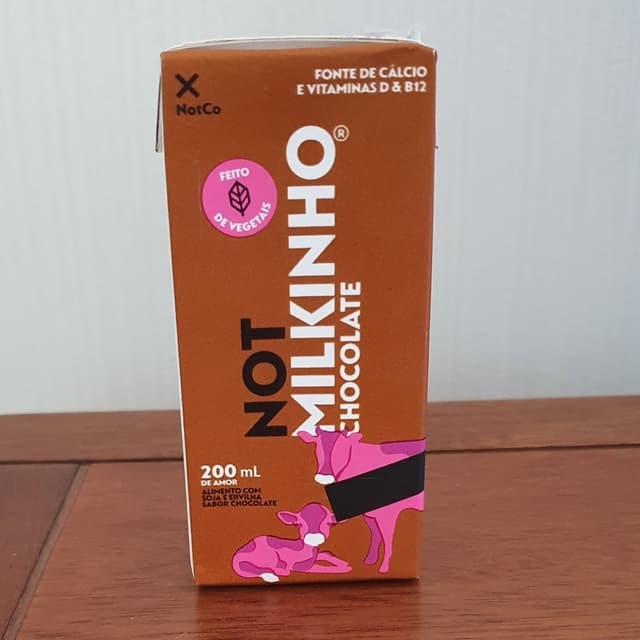 NotCo
FONTE DE CÁLCIO
E VITAMINAS D & B12
FEITO
DE VEGETAIS
NOT
MILKINHO®
CHOCOLATE
200 mL
DE AMOR
ALIMENTO COM
SOJA E ERVILHA
SABOR CHOCOLATE